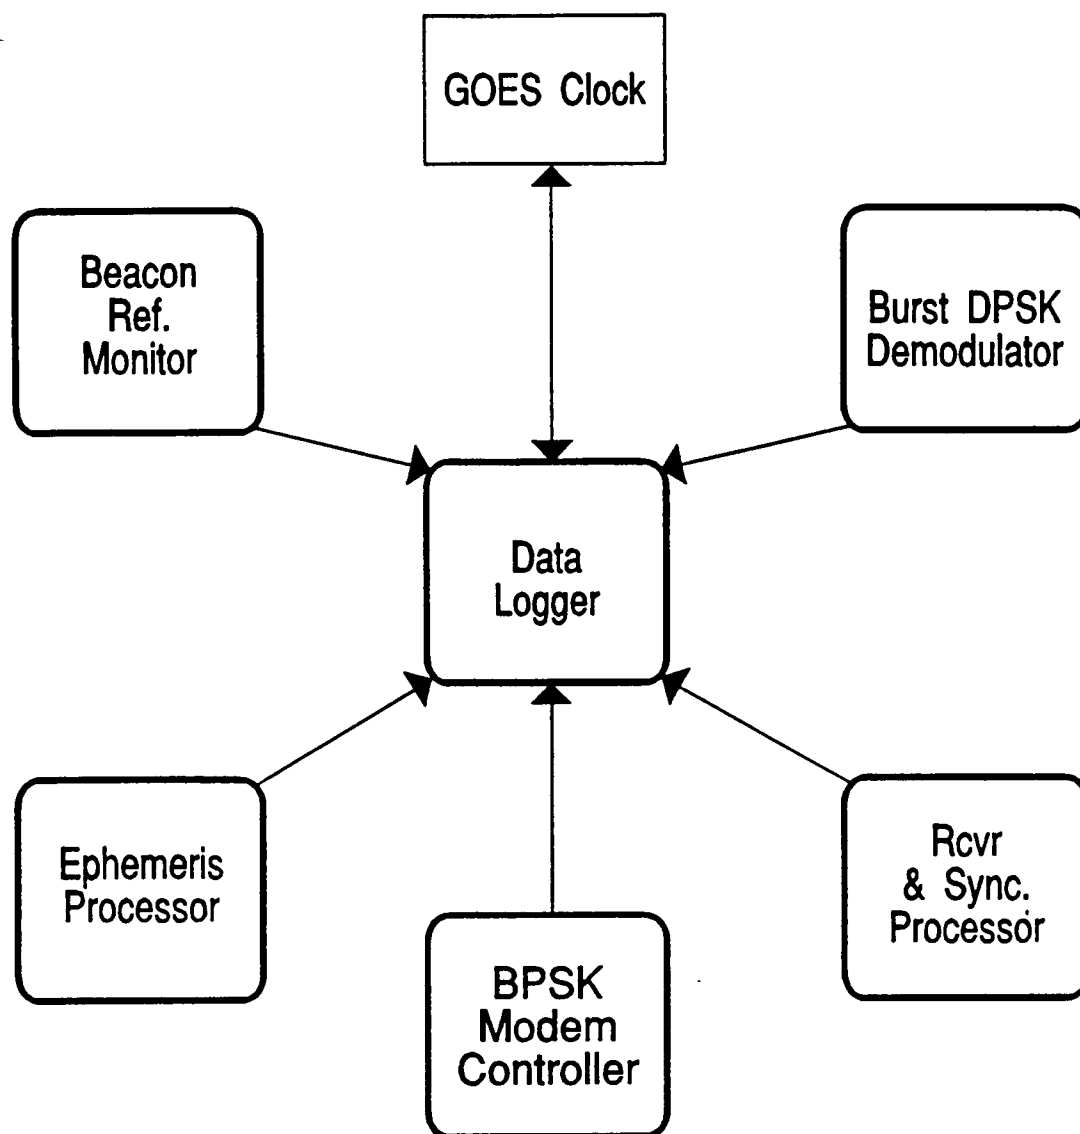 GOES Clock
Beacon
Ref.
Monitor
Burst DPSK
Demodulator
Data
Logger
Ephemeris
Processor
BPSK
Modem
Controller
Rcvr
& Sync.
Processor